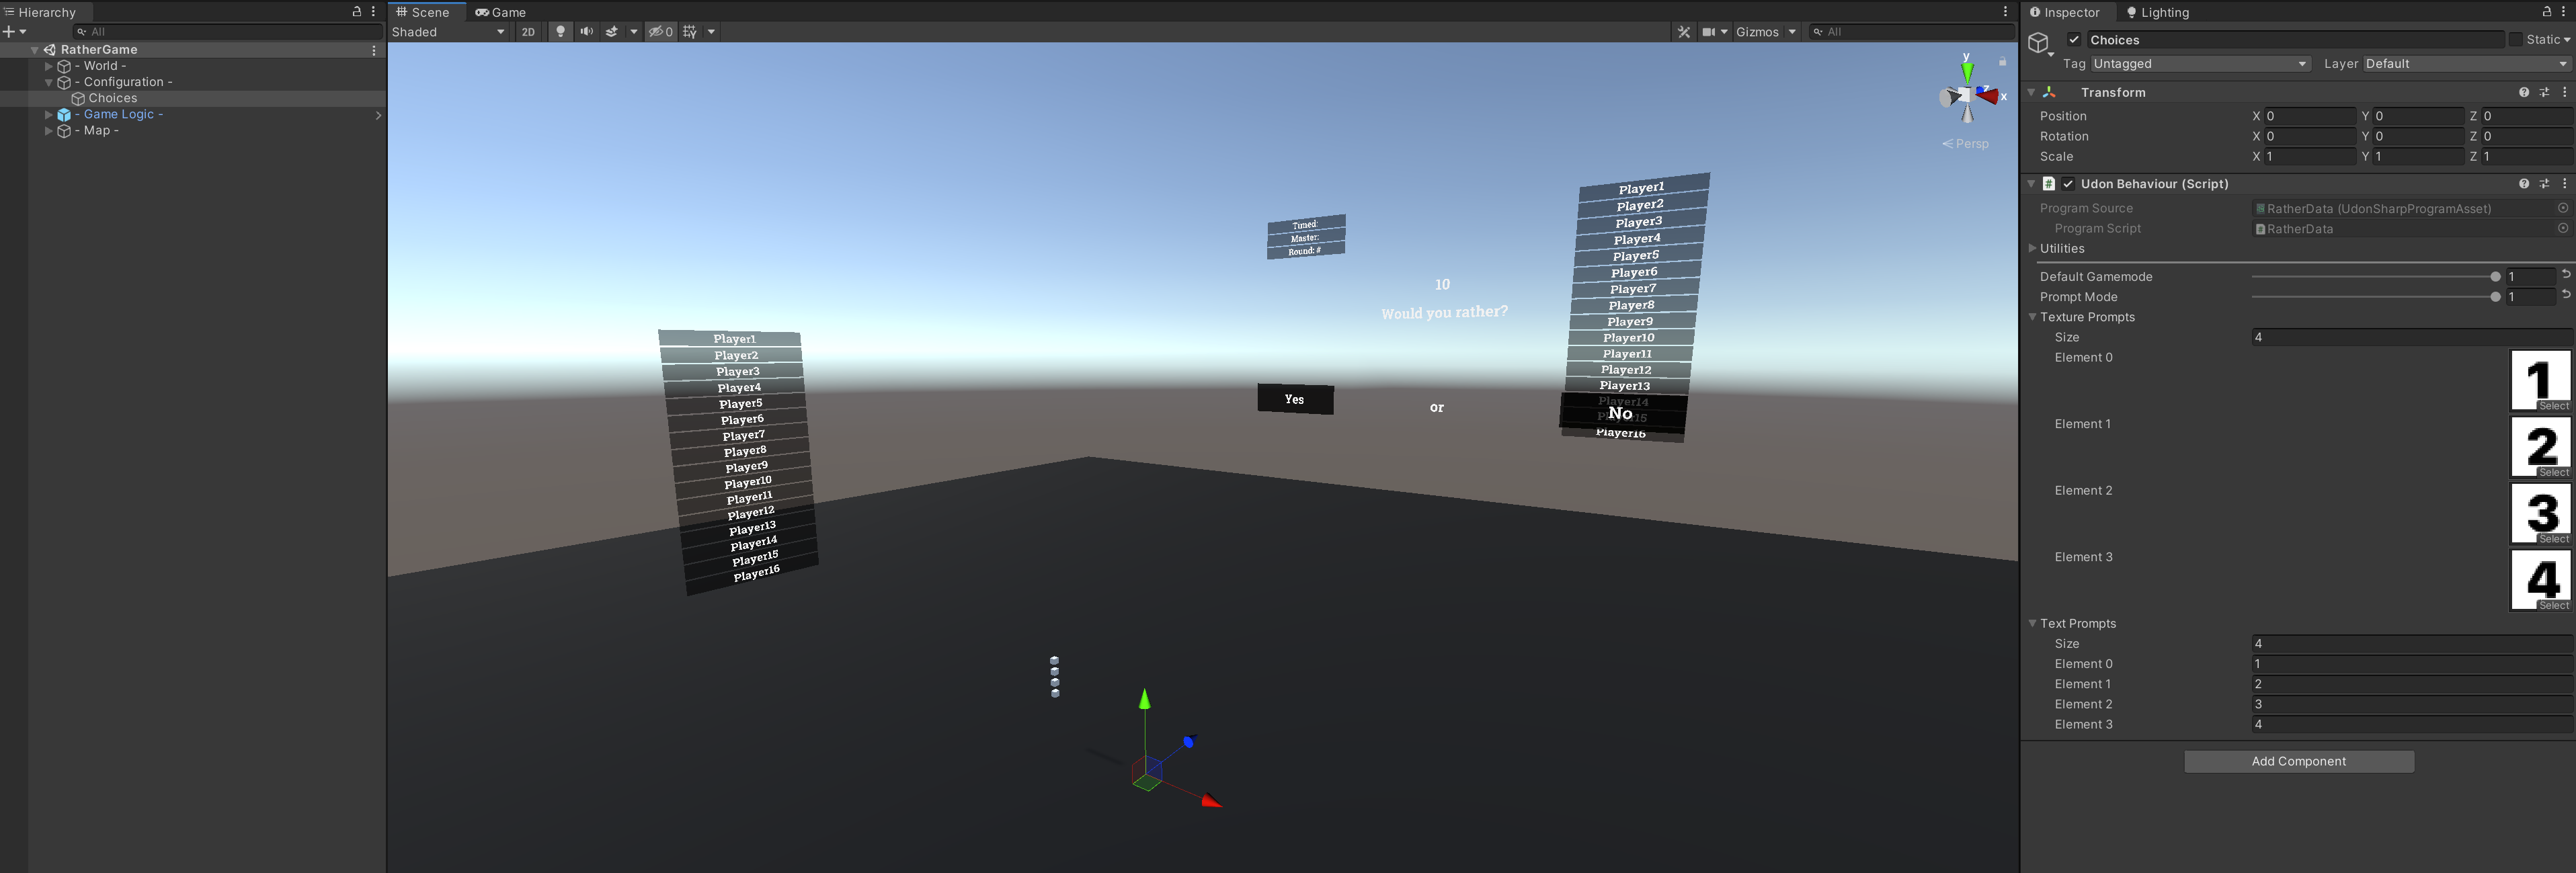 Hierarchy
All
RatherGame
- World -
- Configuration -
Choices
- Game Logic -
- Map -
Scene
Game
Shaded
2D
0
Gizmos
All
y
x
z
Persp
Timed:
Master:
Round: #
10
Would you rather?
Yes
or
No
Player1
Player2
Player3
Player4
Player5
Player6
Player7
Player8
Player9
Player10
Player11
Player12
Player13
Player14
Player15
Player16
Player1
Player2
Player3
Player4
Player5
Player6
Player7
Player8
Player9
Player10
Player11
Player12
Player13
Player14
Player15
Player16
Inspector
Lighting
Choices
Static
Tag Untagged
Layer Default
Transform
Position X 0 Y 0 Z 0
Rotation X 0 Y 0 Z 0
Scale X 1 Y 1 Z 1
Udon Behaviour (Script)
Program Source RatherData (UdonSharpProgramAsset)
Program Script RatherData
Utilities
Default Gamemode 1
Prompt Mode 1
Texture Prompts
Size 4
Element 0
1
Select
Element 1
2
Select
Element 2
3
Select
Element 3
4
Select
Text Prompts
Size 4
Element 0 1
Element 1 2
Element 2 3
Element 3 4
Add Component